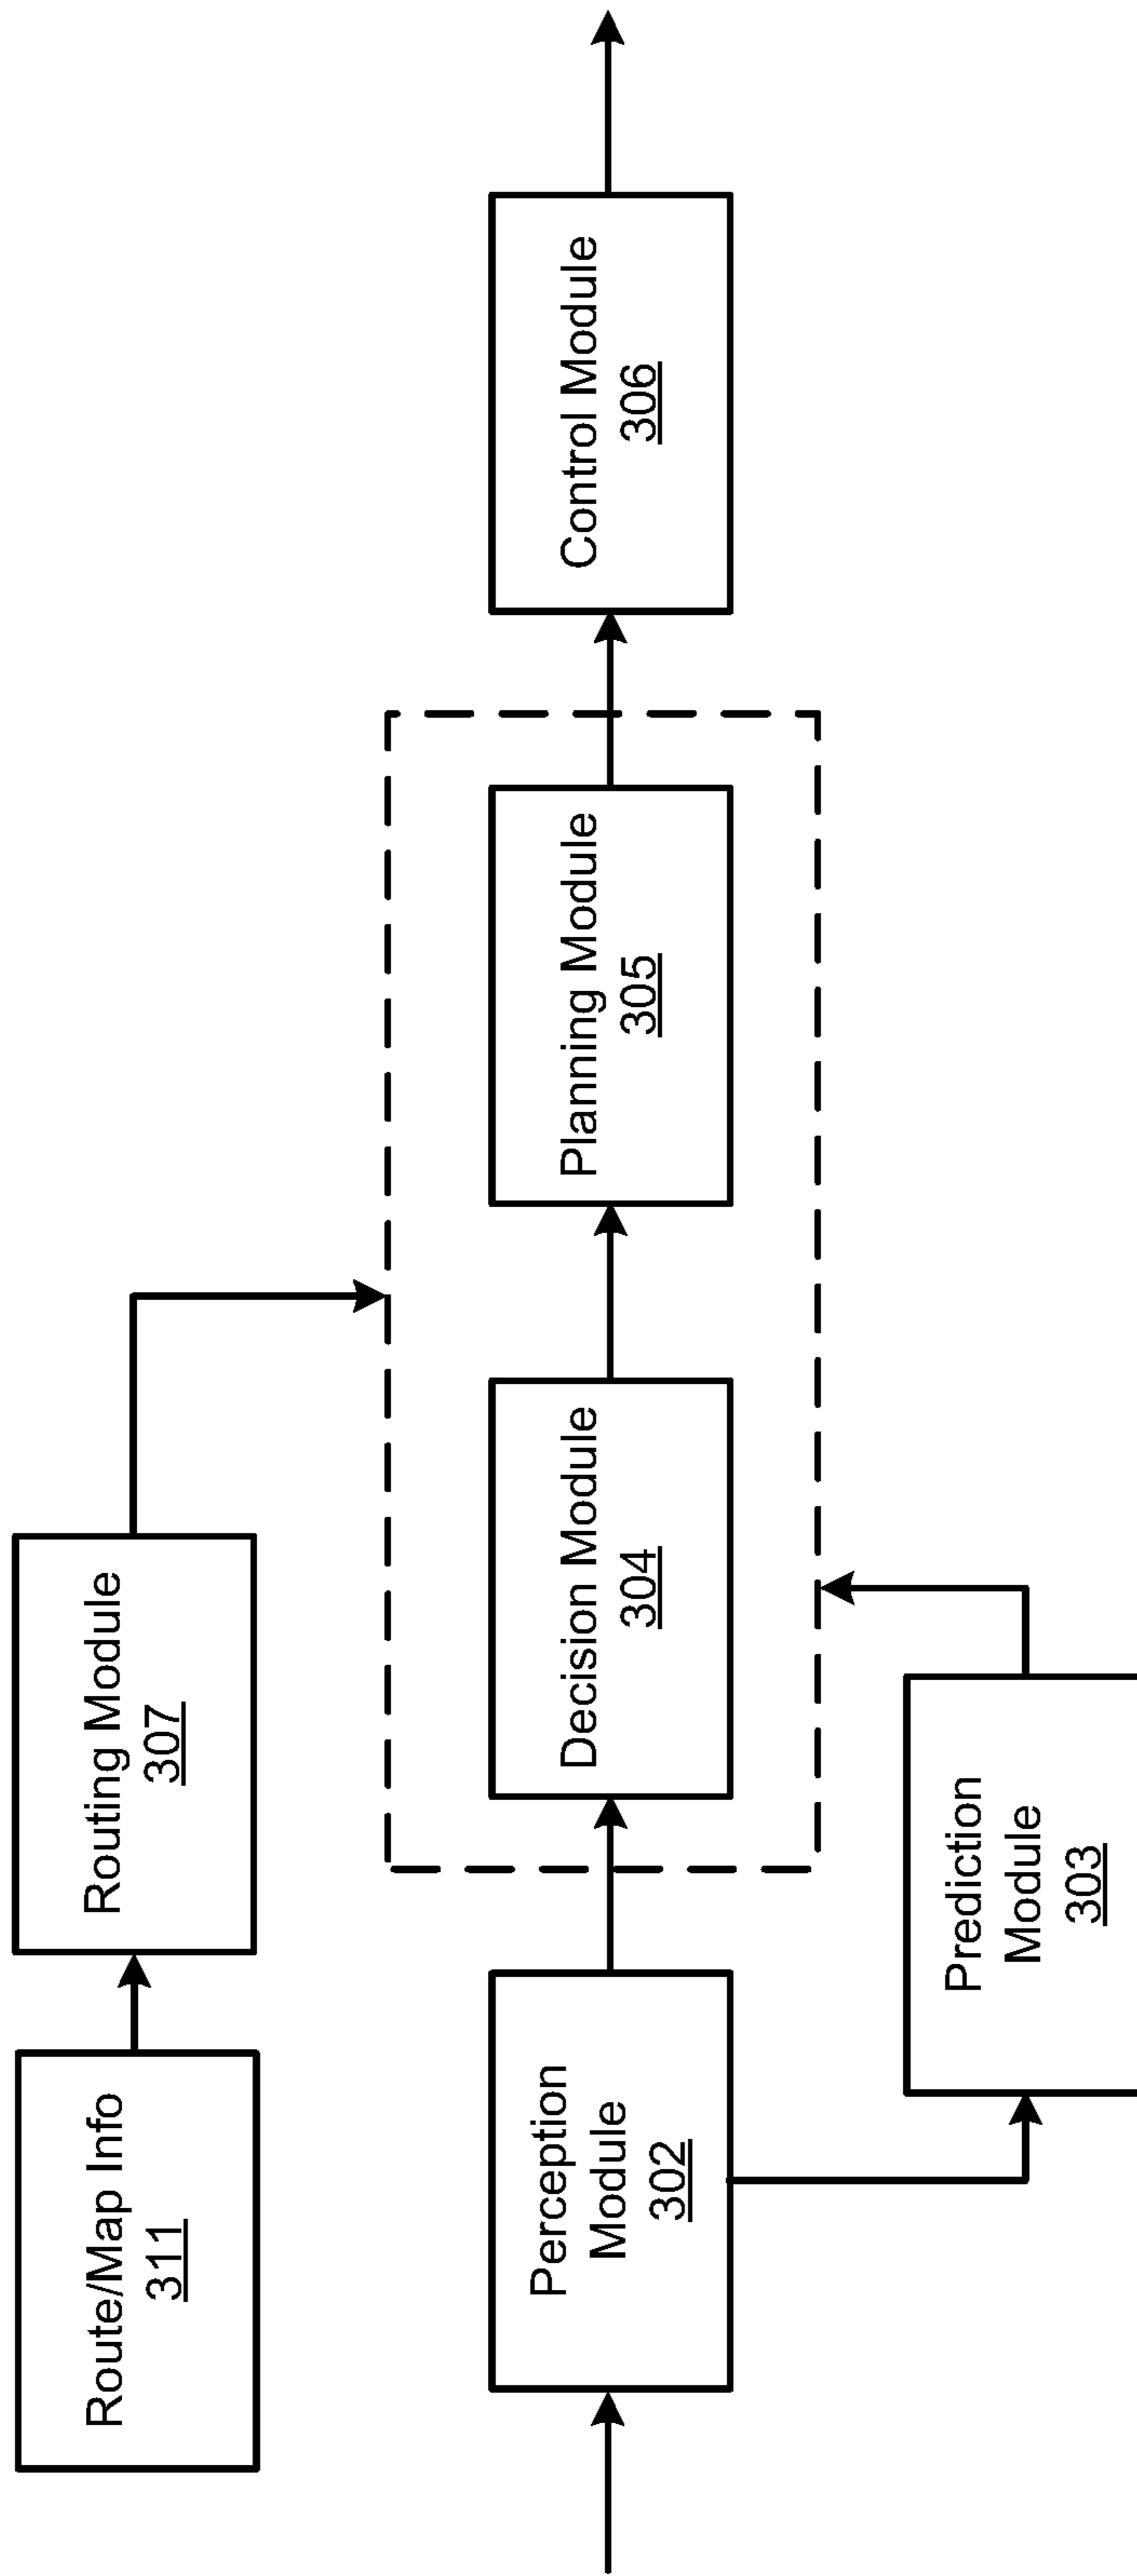 Route/Map Info
311
Routing Module
307
Perception
Module
302
Decision Module
304
Planning Module
305
Control Module
306
Prediction
Module
303